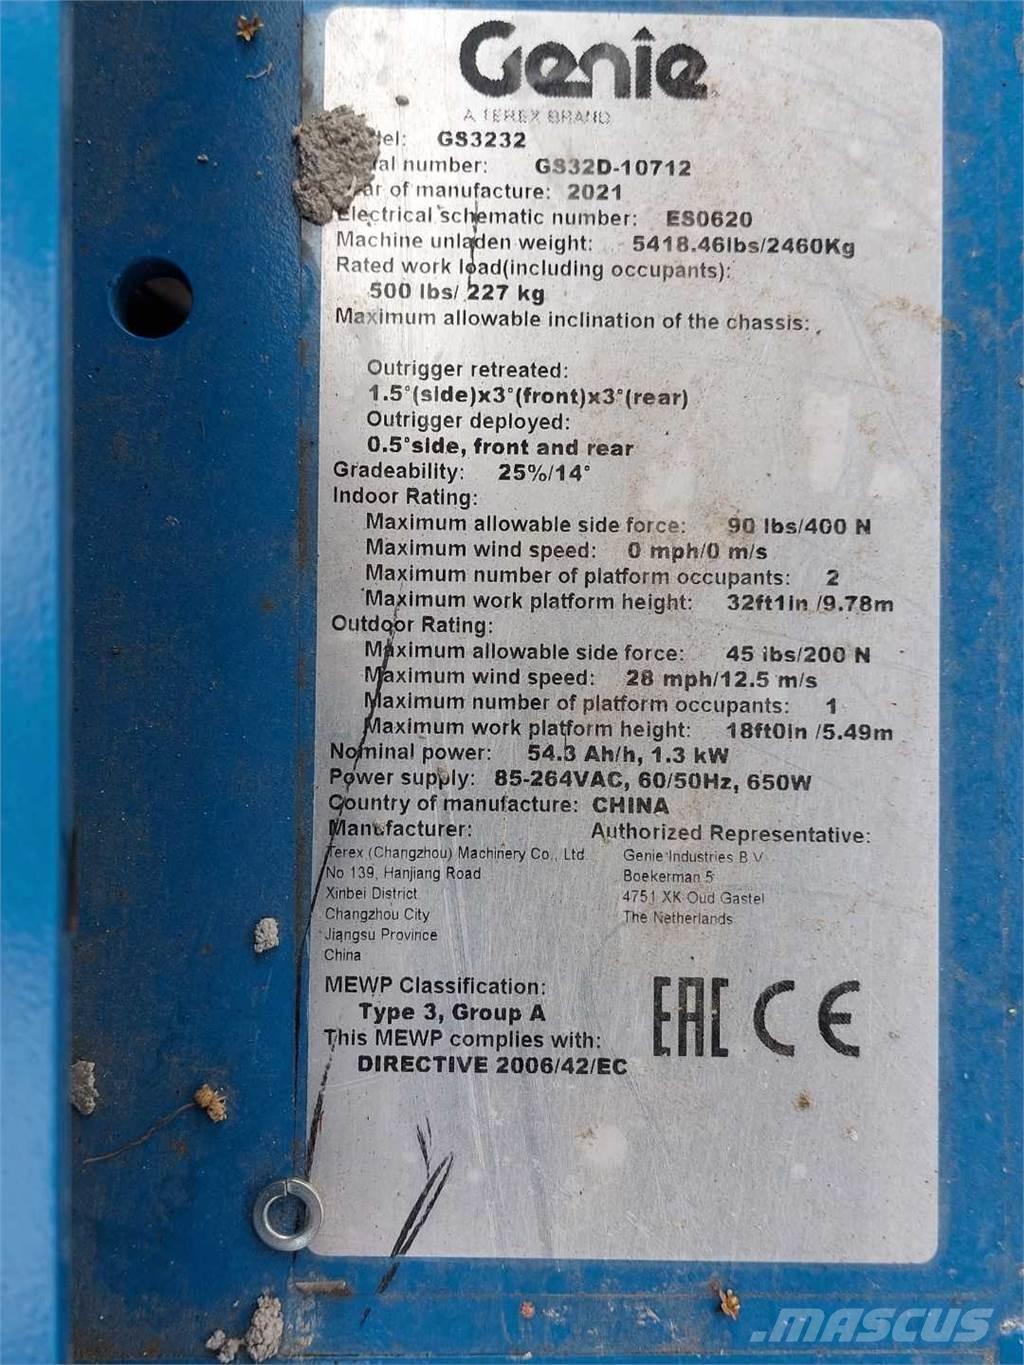 Genie
A TEREX BRAND
el: GS3232
al number: GS32D-10712
ar of manufacture: 2021
Electrical schematic number: ES0620
Machine unladen weight: 5418.46lbs/2460Kg
Rated work load(including occupants):
500 lbs/ 227 kg
Maximum allowable inclination of the chassis:
Outrigger retreated:
1.5°(side)x3°(front)x3°(rear)
Outrigger deployed:
0.5°side, front and rear
Gradeability: 25%/14°
Indoor Rating:
Maximum allowable side force: 90 lbs/400 N
Maximum wind speed: 0 mph/0 m/s
Maximum number of platform occupants: 2
Maximum work platform height: 32ft1in /9.78m
Outdoor Rating:
Maximum allowable side force: 45 lbs/200 N
Maximum wind speed: 28 mph/12.5 m/s
Maximum number of platform occupants: 1
Maximum work platform height: 18ft0in /5.49m
Nominal power: 54.3 Ah/h, 1.3 kW
Power supply: 85-264VAC, 60/50Hz, 650W
Country of manufacture: CHINA
Manufacturer: Authorized Representative:
Terex (Changzhou) Machinery Co., Ltd. Genie Industries B.V.
No 139, Hanjiang Road Boekerman 5
Xinbei District 4751 XK Oud Gastel
Changzhou City The Netherlands
Jiangsu Province
China
MEWP Classification:
Type 3, Group A
This MEWP complies with:
DIRECTIVE 2006/42/EC
EAC CE
MASCUS